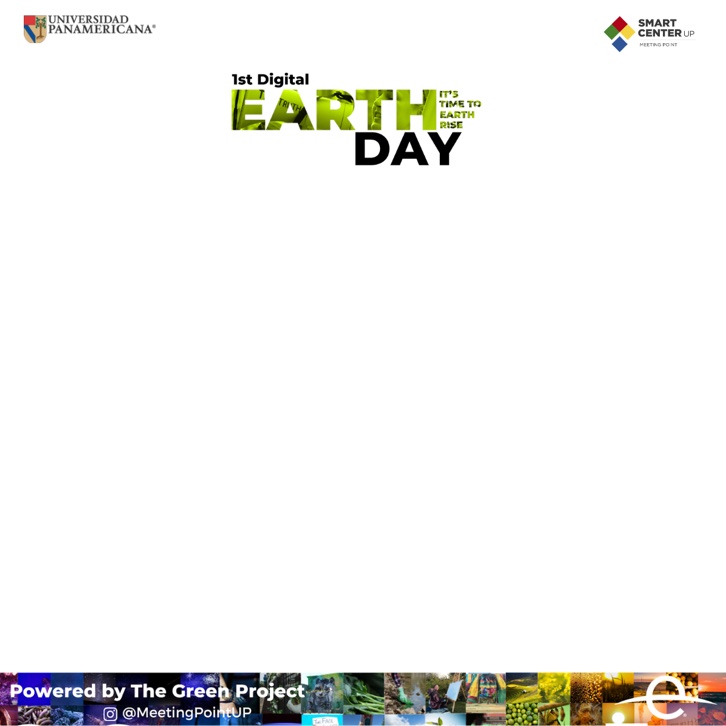 UNIVERSIDAD
PANAMERICANA®
SMART
CENTER UP
MEETING POINT
1st Digital
EARTH
IT'S
TIME TO
EARTH
RISE
DAY
Powered by The Green Project
@MeetingPointUP
e